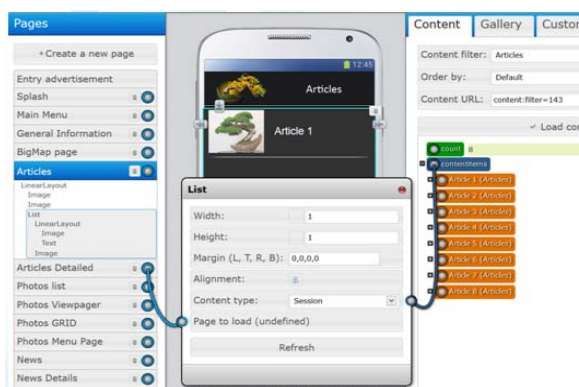 Pages
+Create a new page
Entry advertisement
Splash
Main Menu
General Information
BigMap page
Articles
LinearLayout
Image
Image
List
LinearLayout
Image
Text
Image
Articles Detailed
Photos list
Photos Viewpager
Photos GRID
Photos Menu Page
News
News Details
12:45
Articles
Article 1
List
Width: 1
Height: 1
Margin (L, T, R, B): 0,0,0,0
Alignment:
Content type: Session
Page to load (undefined)
Refresh
Content Gallery Custo
Content filter: Articles
Order by: Default
Content URL: content:filter=143
Load co
count 8
contentitems
Article 1 (Articles)
Article 2 (Articles)
Article 3 (Articles)
Article 4 (Articles)
Article 5 (Articles)
Article 6 (Articles)
Article 7 (Articles)
Article 8 (Articles)